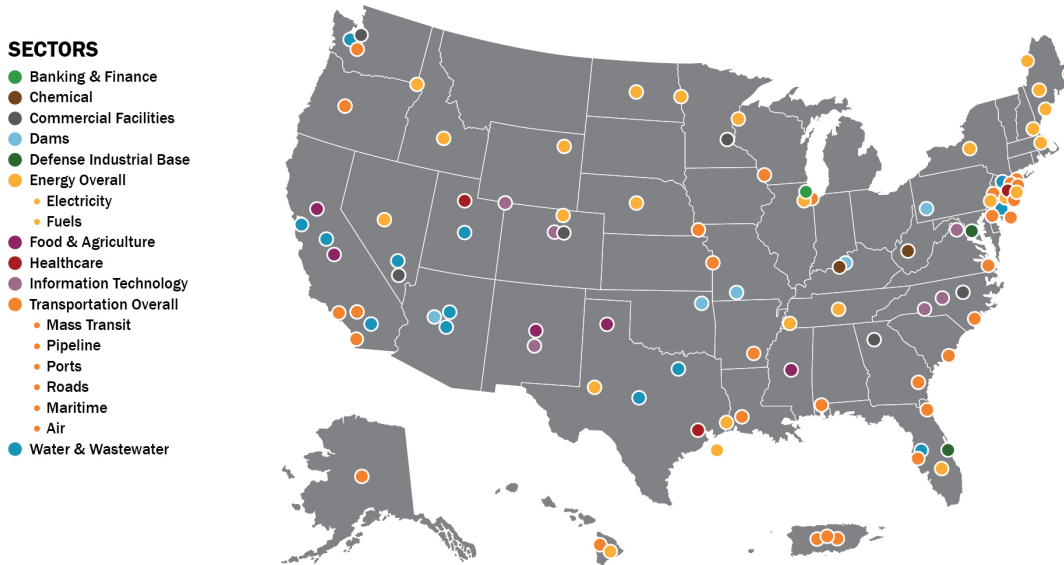 SECTORS
Banking & Finance
Chemical
Commercial Facilities
Dams
Defense Industrial Base
Energy Overall
Electricity
Fuels
Food & Agriculture
Healthcare
Information Technology
Transportation Overall
Mass Transit
Pipeline
Ports
Roads
Maritime
Air
Water & Wastewater